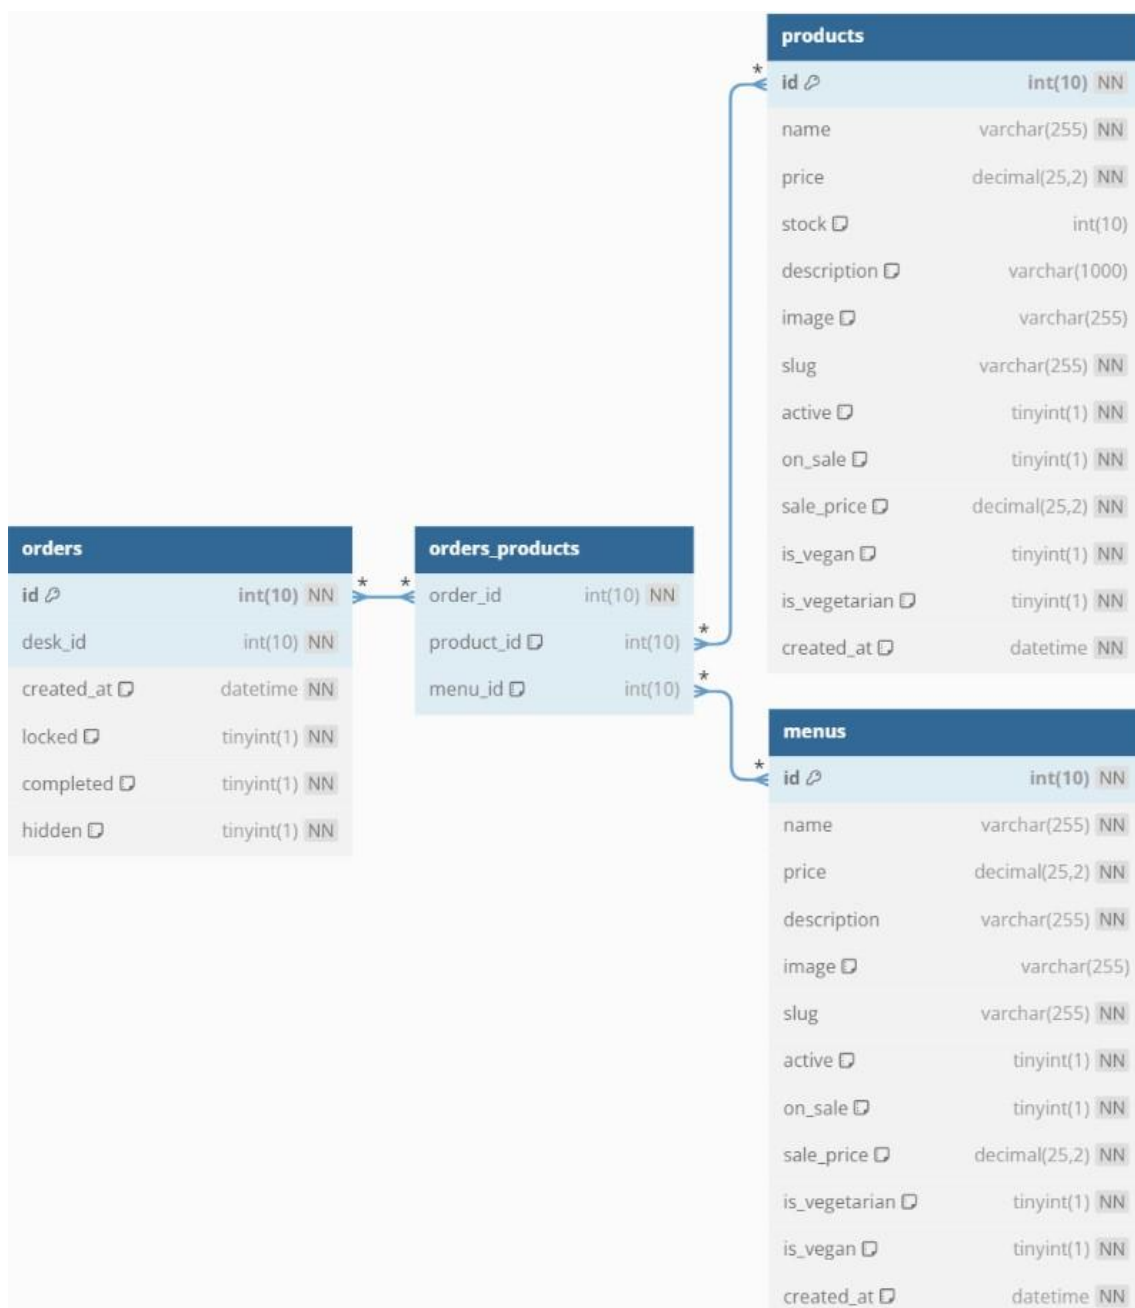 products
id int(10) NN
name varchar(255) NN
price decimal(25,2) NN
stock int(10)
description varchar(1000)
image varchar(255)
slug varchar(255) NN
active tinyint(1) NN
on_sale tinyint(1) NN
sale_price decimal(25,2) NN
is_vegan tinyint(1) NN
is_vegetarian tinyint(1) NN
created_at datetime NN
orders
id int(10) NN
desk_id int(10) NN
created_at datetime NN
locked tinyint(1) NN
completed tinyint(1) NN
hidden tinyint(1) NN
*
*
orders_products
order_id int(10) NN
product_id int(10)
menu_id int(10)
*
*
*
*
menus
id int(10) NN
name varchar(255) NN
price decimal(25,2) NN
description varchar(255) NN
image varchar(255)
slug varchar(255) NN
active tinyint(1) NN
on_sale tinyint(1) NN
sale_price decimal(25,2) NN
is_vegetarian tinyint(1) NN
is_vegan tinyint(1) NN
created_at datetime NN